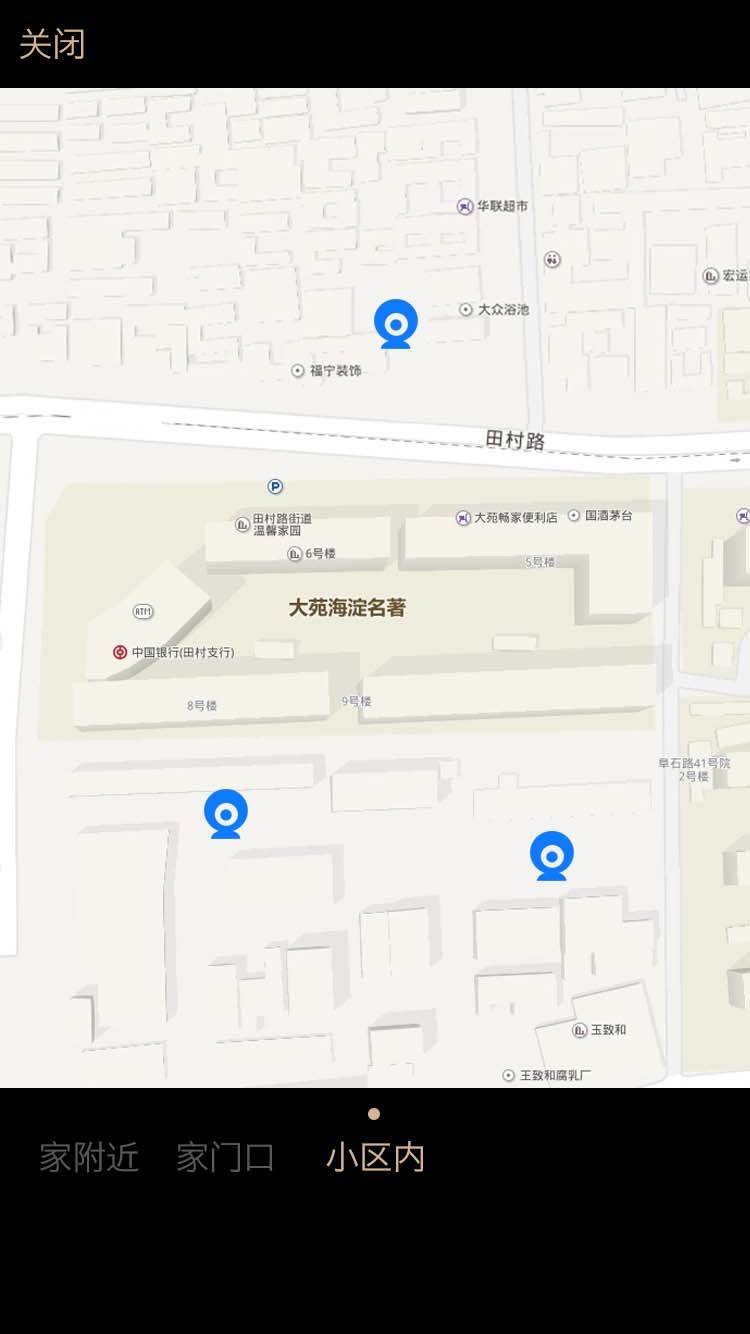 关闭
华联超市
宏运
大众浴池
福宁装饰
田村路
P
田村路街道
温馨家园
大苑畅家便利店
国酒茅台
6号楼
5号楼
大苑海淀名著
ATM
中国银行(田村支行)
8号楼
9号楼
阜石路41号院
2号楼
玉致和
王致和腐乳厂
家附近
家门口
小区内